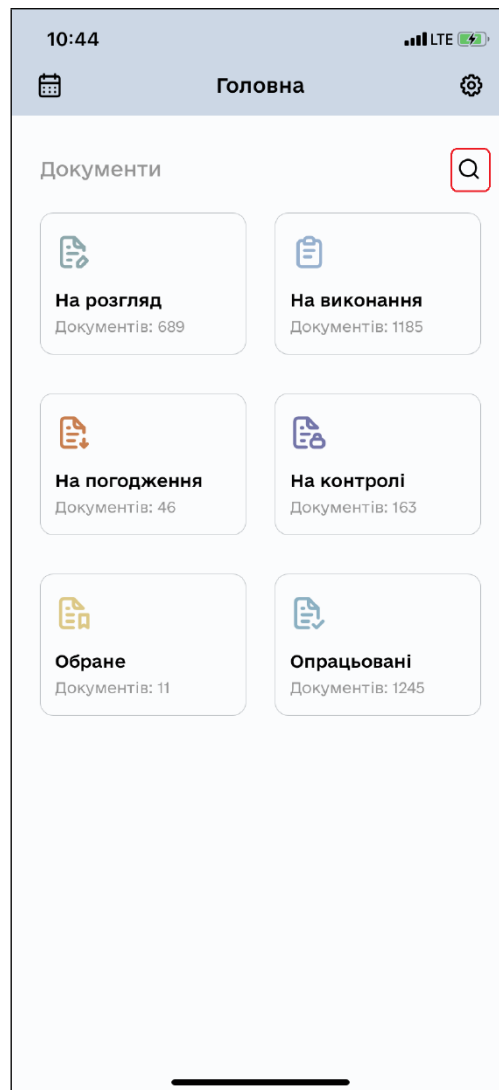 10:44 LTE
Головна
Документи
На розгляд
Документів: 689
На виконання
Документів: 1185
На погодження
Документів: 46
На контролі
Документів: 163
Обране
Документів: 11
Опрацьовані
Документів: 1245